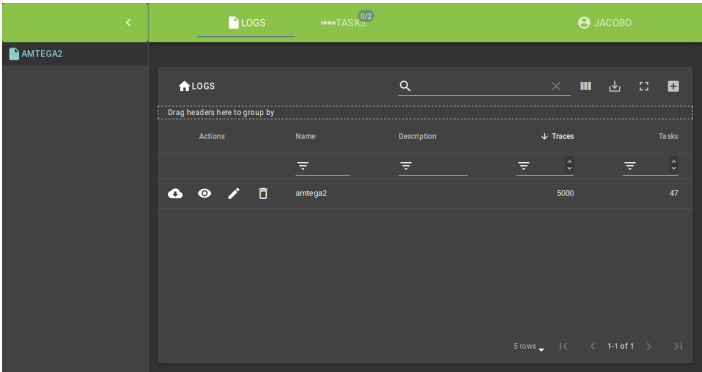 LOGS
TASKS
0/2
JACOBO
AMTEGA2
LOGS
Drag headers here to group by
Actions Name Description Traces Tasks
amtega2 5000 47
5 rows 1-1 of 1